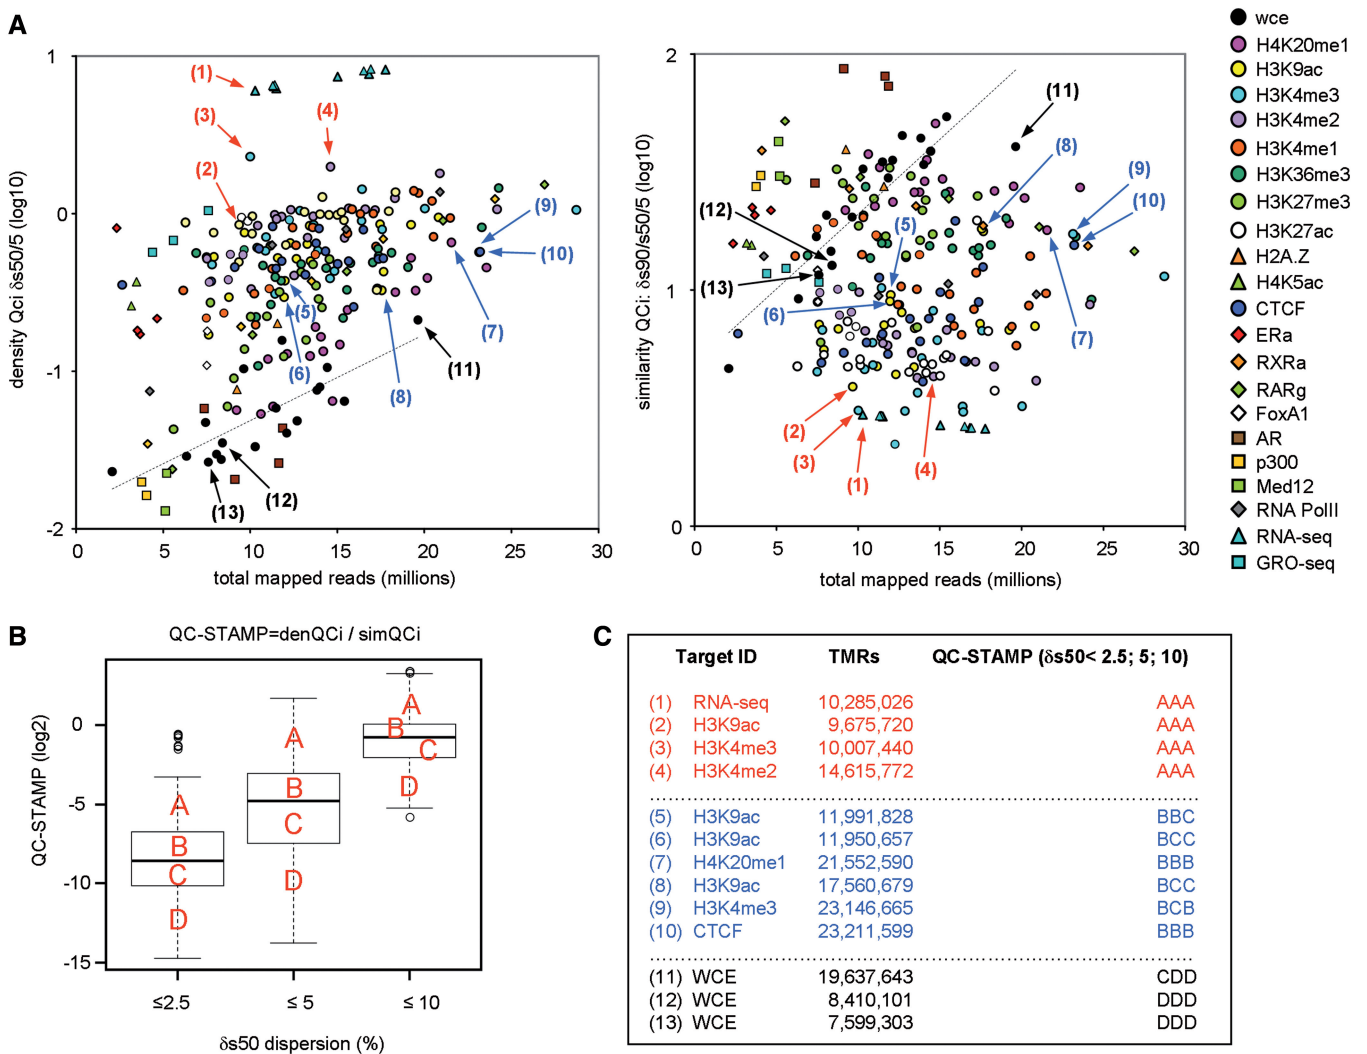 A
density Qci δs50/5 (log10)
1
0
-1
-2
0 5 10 15 20 25 30
total mapped reads (millions)
(1)
(3)
(4)
(2)
(9)
(10)
(5)
(7)
(6)
(8)
(11)
(12)
(13)
similarity QCi: δs90/s50/5 (log10)
2
1
0
0 5 10 15 20 25 30
total mapped reads (millions)
(11)
(8)
(9)
(10)
(12)
(5)
(13)
(6)
(7)
(2)
(3)
(1)
(4)
wce
H4K20me1
H3K9ac
H3K4me3
H3K4me2
H3K4me1
H3K36me3
H3K27me3
H3K27ac
H2A.Z
H4K5ac
CTCF
ERa
RXRa
RARg
FoxA1
AR
p300
Med12
RNA PolII
RNA-seq
GRO-seq
B
QC-STAMP=denQCi / simQCi
QC-STAMP (log2)
0
-5
-10
-15
A
B
C
D
A
B
C
D
A
B
C
D
≤2.5 ≤ 5 ≤ 10
δs50 dispersion (%)
C
Target ID TMRs QC-STAMP (δs50< 2.5; 5; 10)
(1) RNA-seq 10,285,026 AAA
(2) H3K9ac 9,675,720 AAA
(3) H3K4me3 10,007,440 AAA
(4) H3K4me2 14,615,772 AAA
(5) H3K9ac 11,991,828 BBC
(6) H3K9ac 11,950,657 BCC
(7) H4K20me1 21,552,590 BBB
(8) H3K9ac 17,560,679 BCC
(9) H3K4me3 23,146,665 BCB
(10) CTCF 23,211,599 BBB
(11) WCE 19,637,643 CDD
(12) WCE 8,410,101 DDD
(13) WCE 7,599,303 DDD